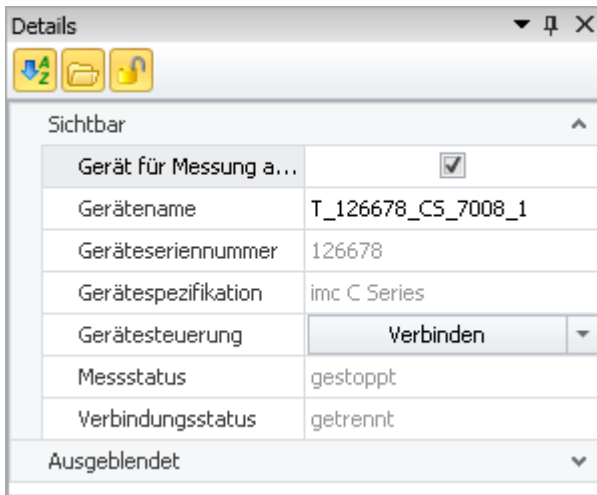 Details
Sichtbar
Gerät für Messung a...
Gerätename T_126678_CS_7008_1
Geräteseriennummer 126678
Gerätespezifikation imc C Series
Gerätesteuerung Verbinden
Messstatus gestoppt
Verbindungsstatus getrennt
Ausgeblendet